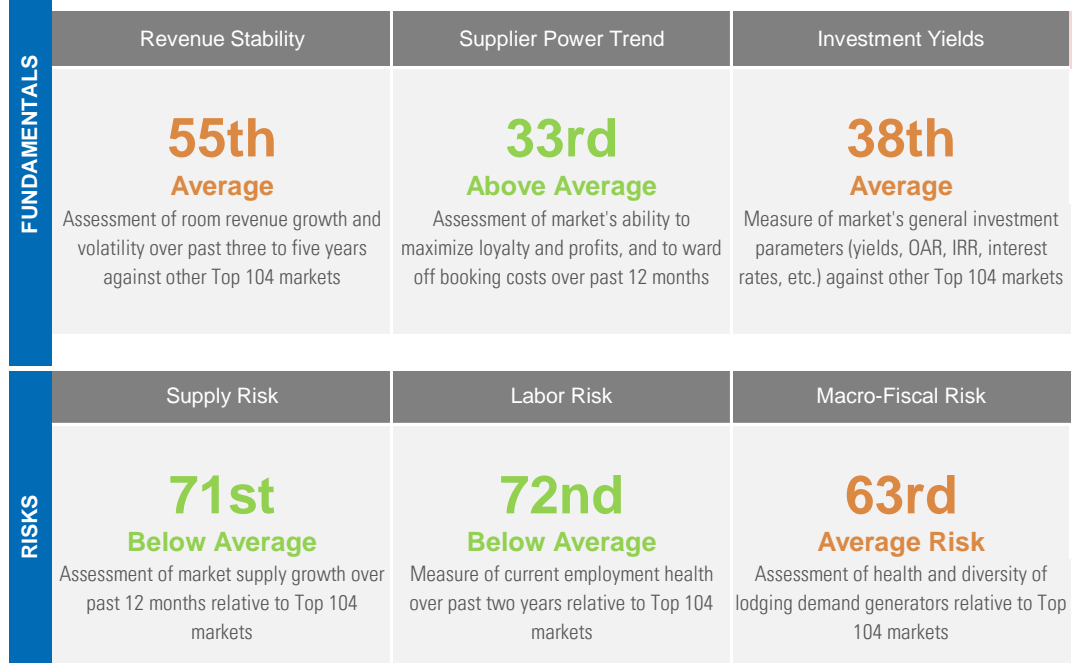 FUNDAMENTALS
Revenue Stability
55th
Average
Assessment of room revenue growth and
volatility over past three to five years
against other Top 104 markets
Supplier Power Trend
33rd
Above Average
Assessment of market's ability to
maximize loyalty and profits, and to ward
off booking costs over past 12 months
Investment Yields
38th
Average
Measure of market's general investment
parameters (yields, OAR, IRR, interest
rates, etc.) against other Top 104 markets
RISKS
Supply Risk
71st
Below Average
Assessment of market supply growth over
past 12 months relative to Top 104
markets
Labor Risk
72nd
Below Average
Measure of current employment health
over past two years relative to Top 104
markets
Macro-Fiscal Risk
63rd
Average Risk
Assessment of health and diversity of
lodging demand generators relative to Top
104 markets